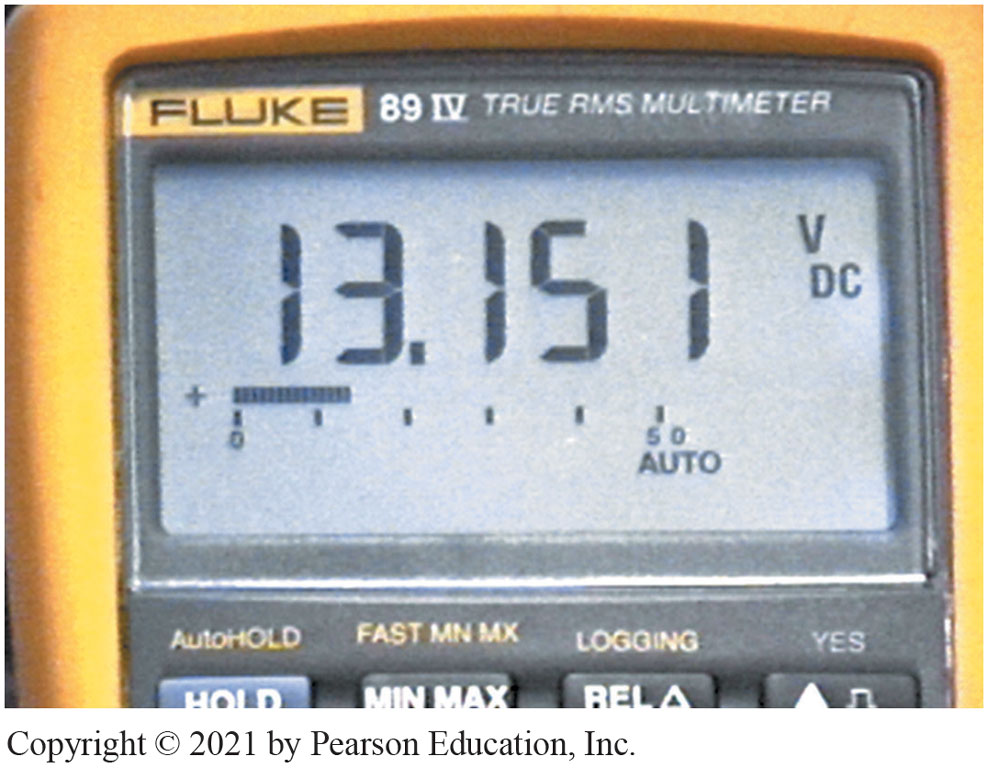 FLUKE 89 IV TRUE RMS MULTIMETER
13.151 V DC
+
0 50
AUTO
AutoHOLD FAST MN MX LOGGING YES
HOLD MIN MAX REL △ ▲
Copyright © 2021 by Pearson Education, Inc.